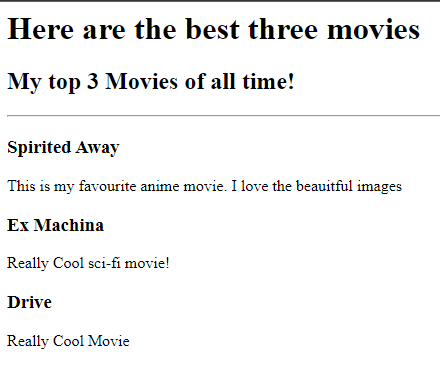 Here are the best three movies
My top 3 Movies of all time!
Spirited Away
This is my favourite anime movie. I love the beauitful images
Ex Machina
Really Cool sci-fi movie!
Drive
Really Cool Movie